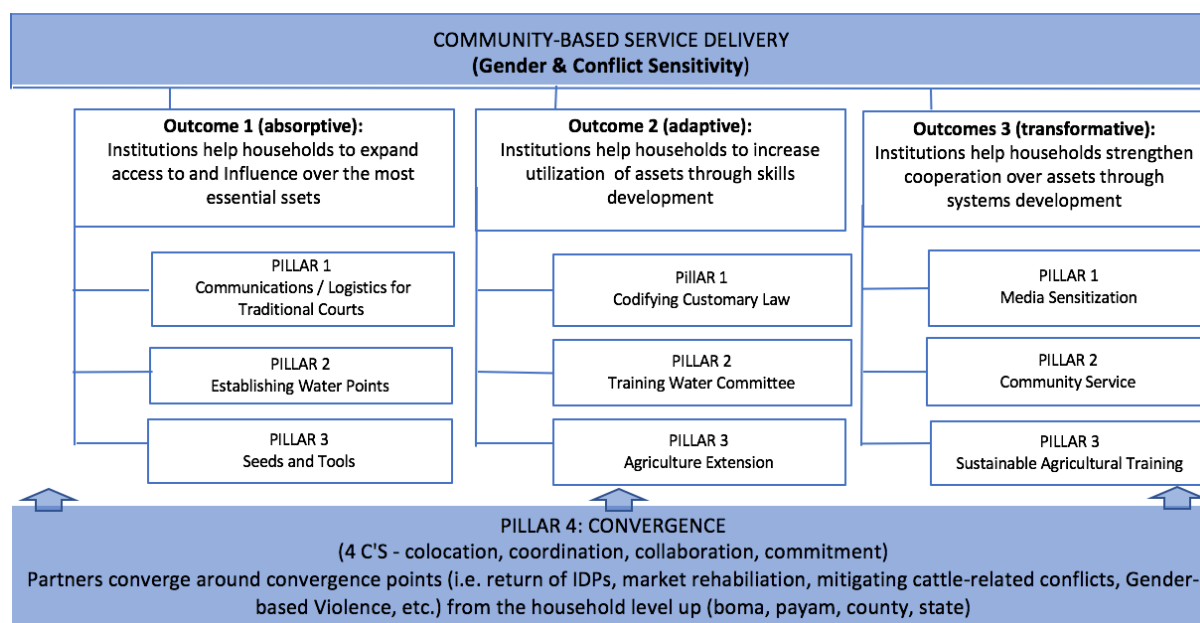 COMMUNITY-BASED SERVICE DELIVERY
(Gender & Conflict Sensitivity)
Outcome 1 (absorptive):
Institutions help households to expand
access to and Influence over the most
essential ssets
Outcome 2 (adaptive):
Institutions help households to increase
utilization of assets through skills
development
Outcomes 3 (transformative):
Institutions help households strengthen
cooperation over assets through
systems development
PILLAR 1
Communications / Logistics for
Traditional Courts
PillAR 1
Codifying Customary Law
PILLAR 1
Media Sensitization
PILLAR 2
Establishing Water Points
PILLAR 2
Training Water Committee
PILLAR 2
Community Service
PILLAR 3
Seeds and Tools
PILLAR 3
Agriculture Extension
PILLAR 3
Sustainable Agricultural Training
PILLAR 4: CONVERGENCE
(4 C'S - colocation, coordination, collaboration, commitment)
Partners converge around convergence points (i.e. return of IDPs, market rehabiliation, mitigating cattle-related conflicts, Gender-
based Violence, etc.) from the household level up (boma, payam, county, state)